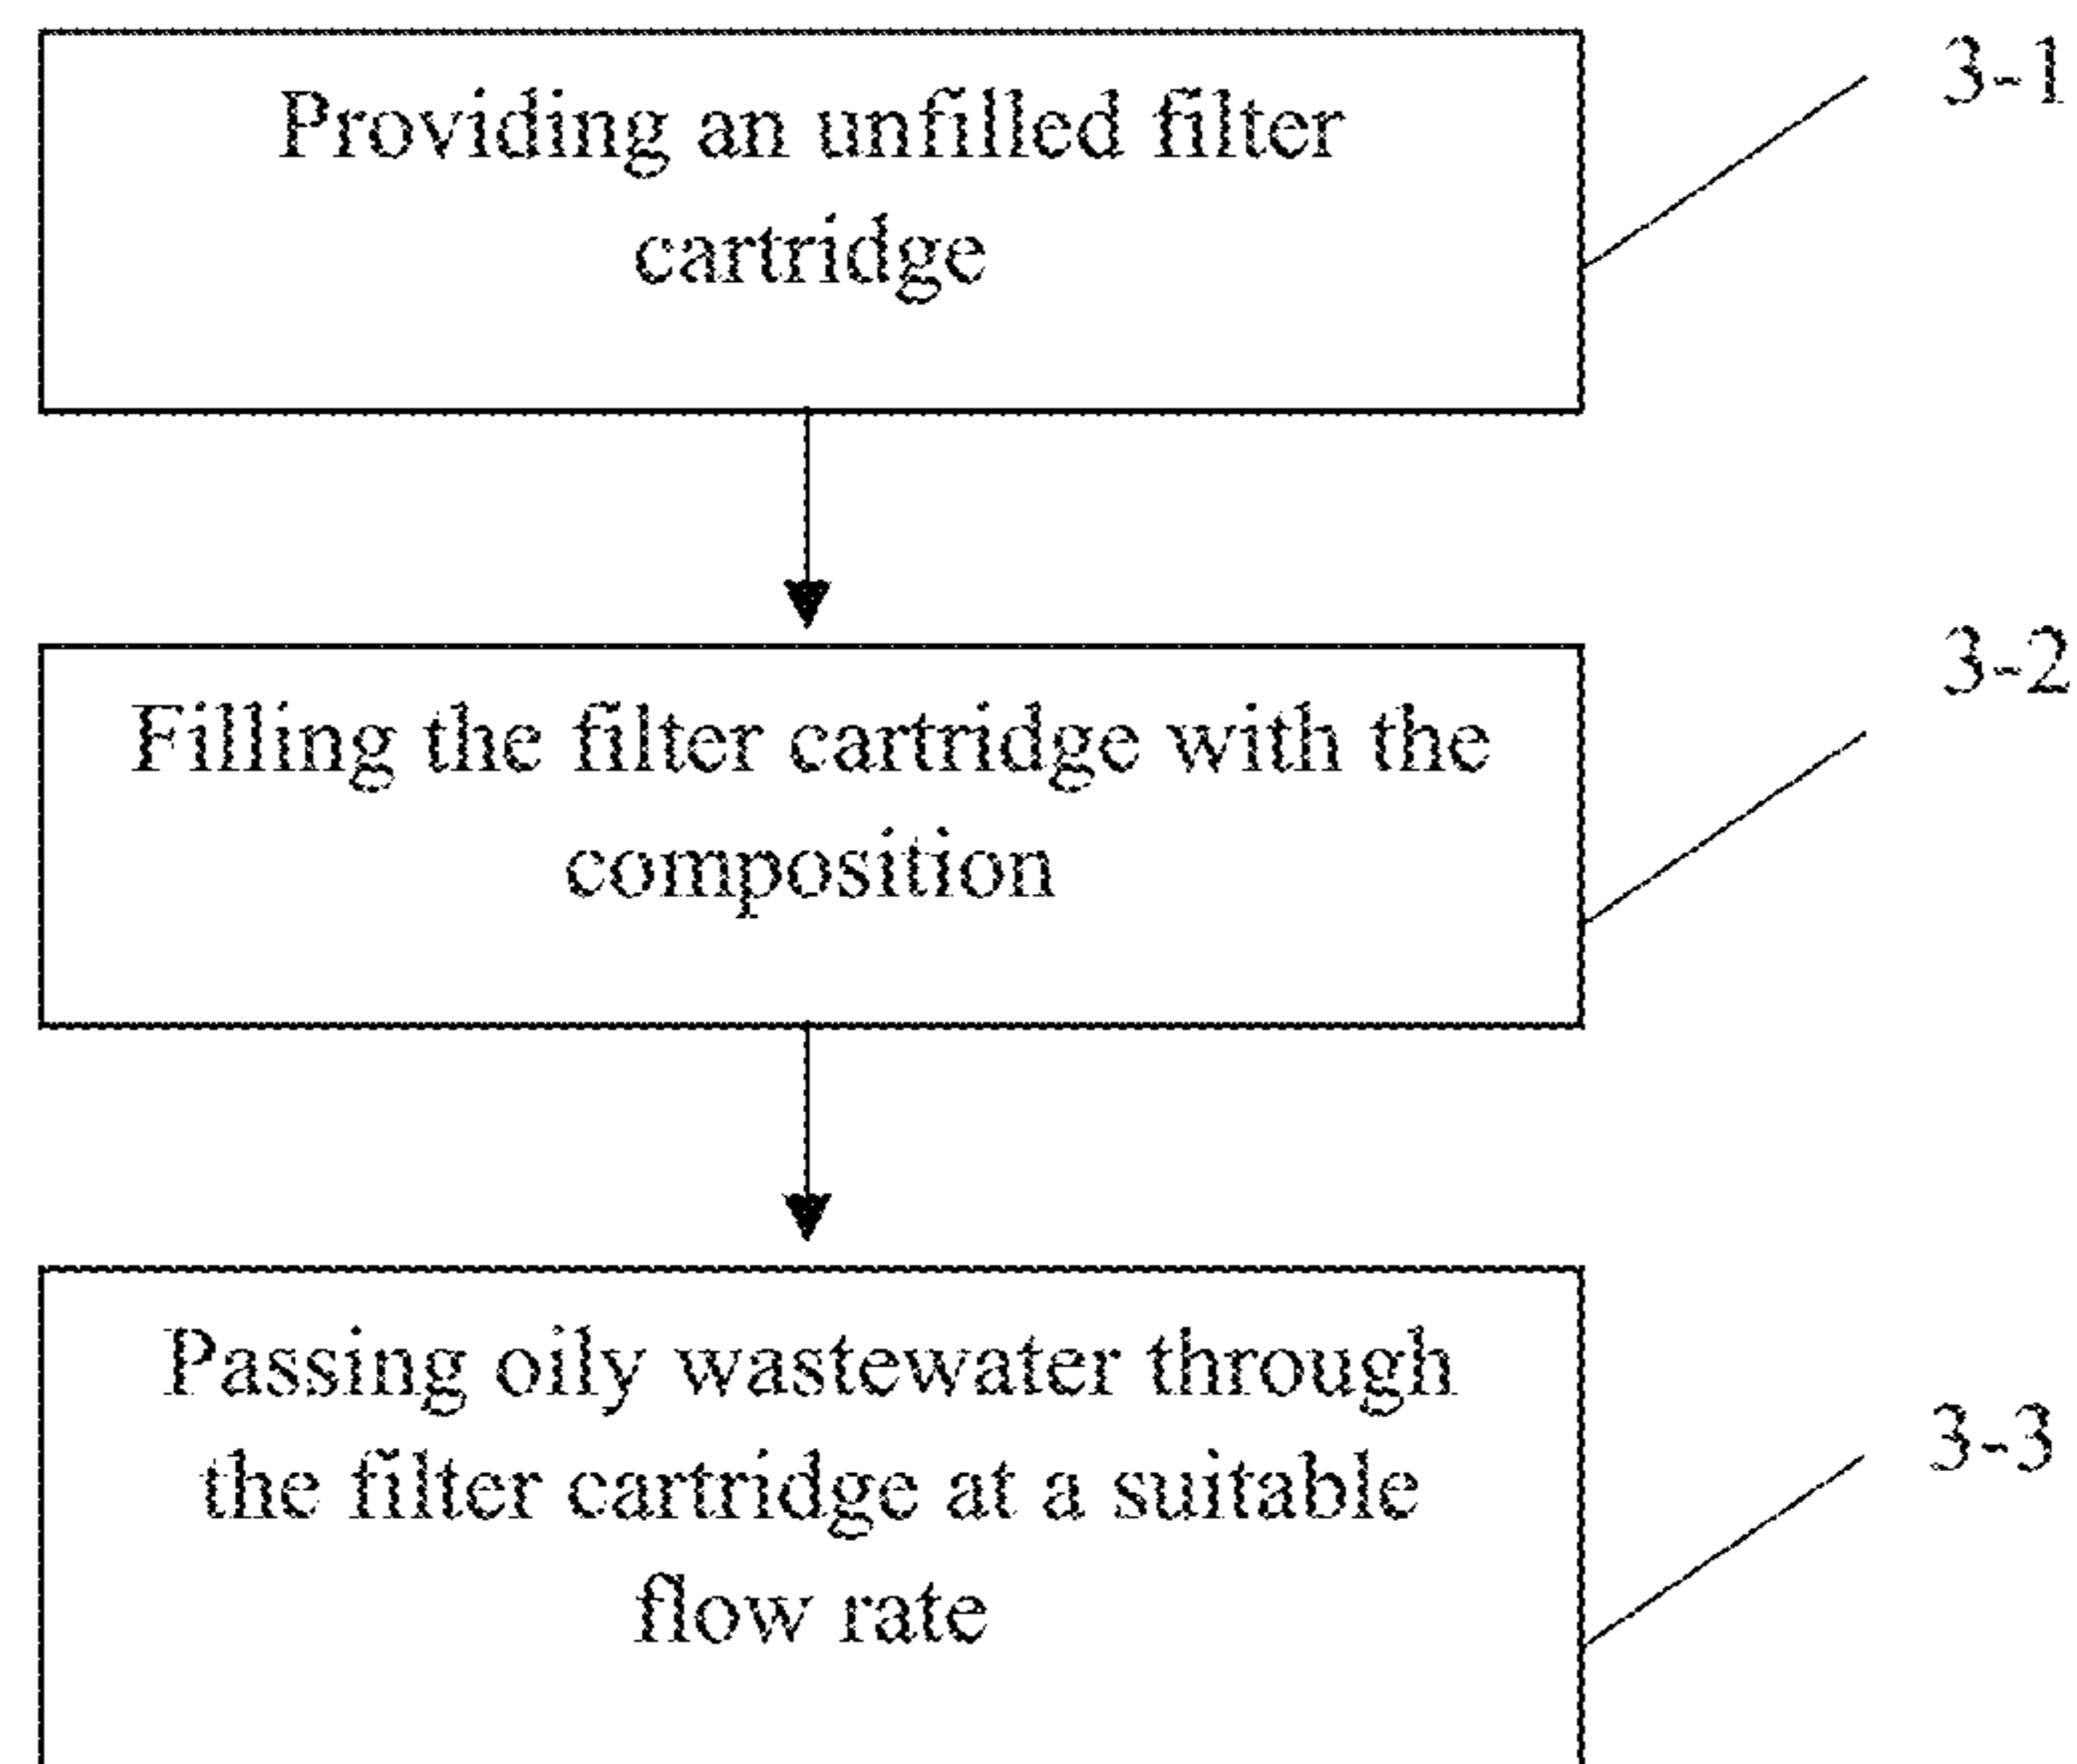 Providing an unfilled filter
cartridge
3-1
Filling the filter cartridge with the
composition
3-2
Passing oily wastewater through
the filter cartridge at a suitable
flow rate
3-3